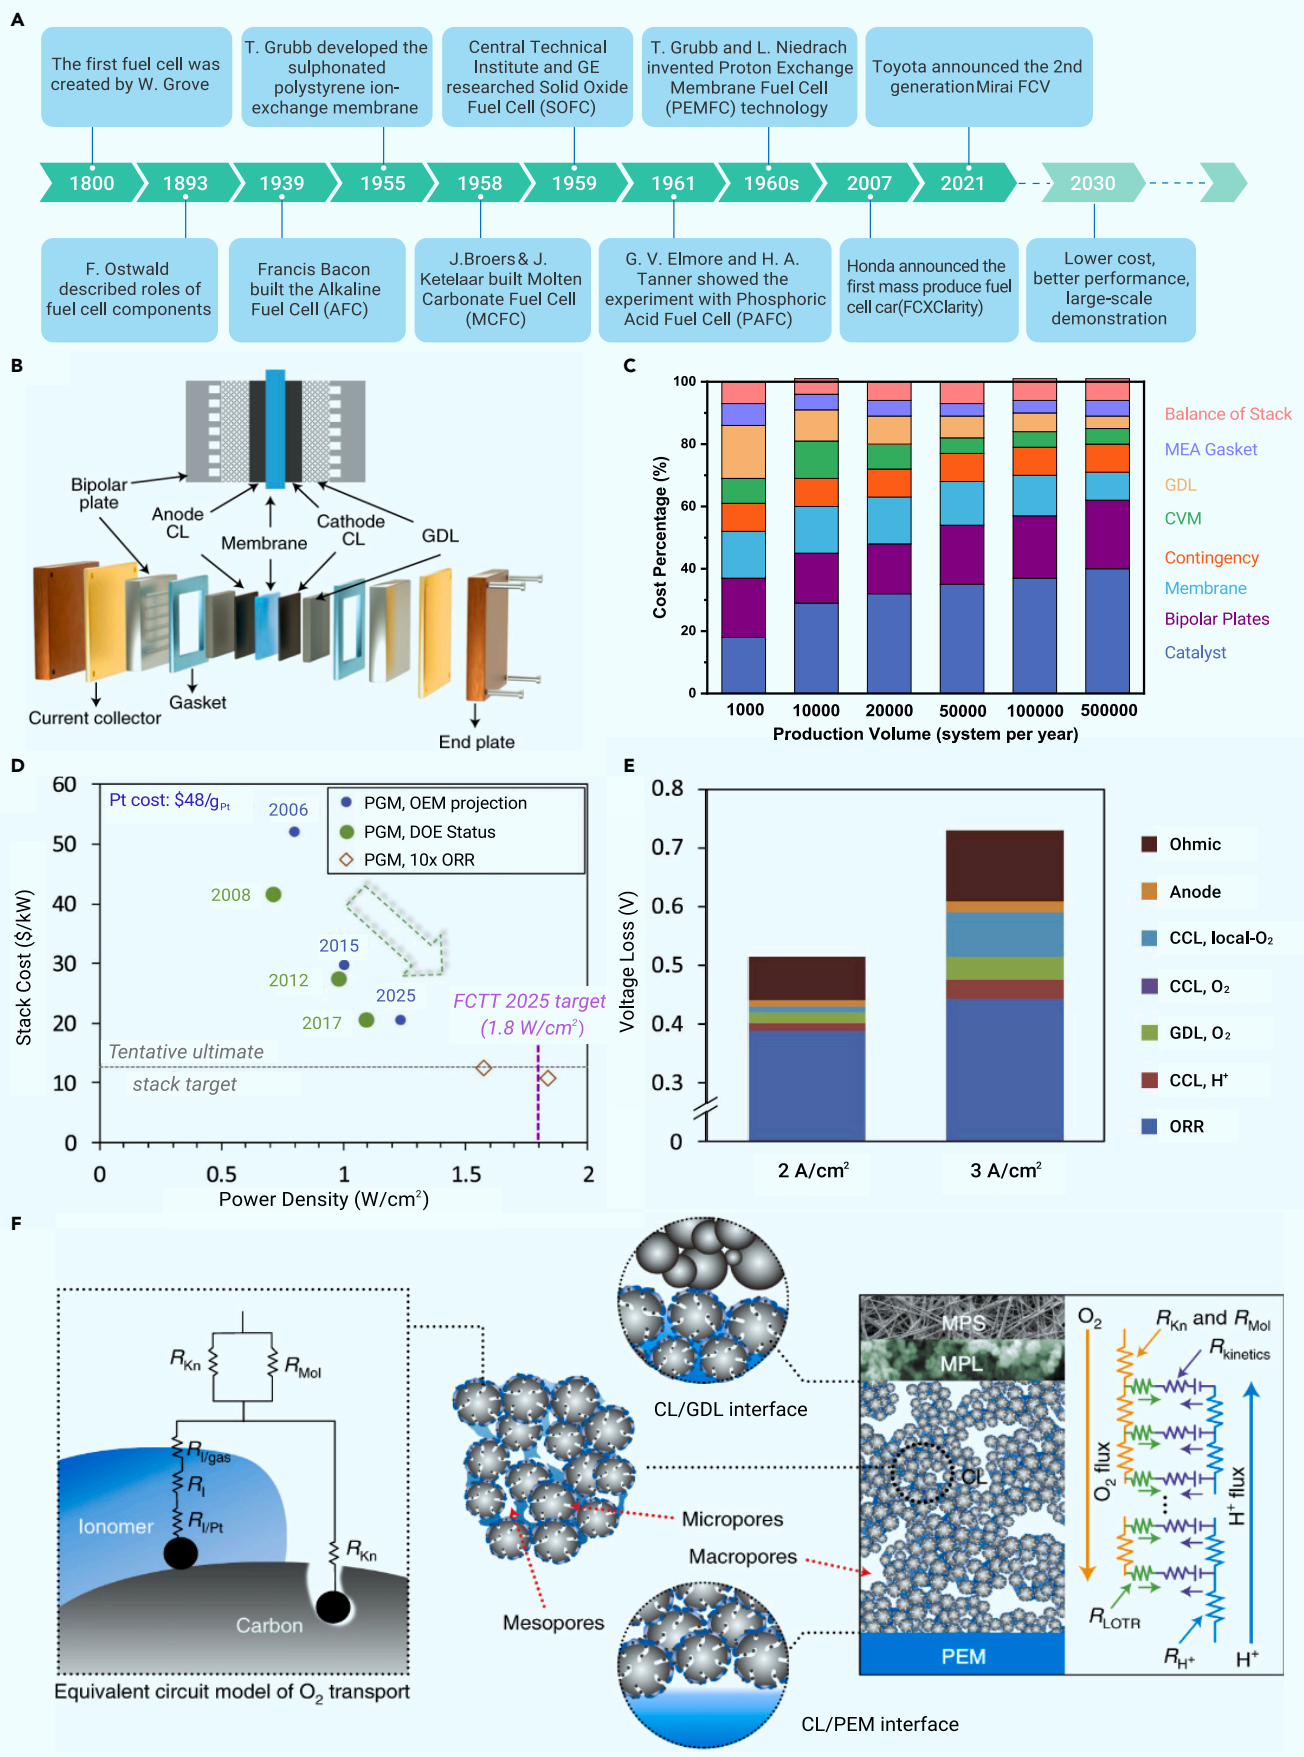 A
The first fuel cell was
created by W. Grove
T. Grubb developed the
sulphonated
polystyrene ion-
exchange membrane
Central Technical
Institute and GE
researched Solid Oxide
Fuel Cell (SOFC)
T. Grubb and L. Niedrach
invented Proton Exchange
Membrane Fuel Cell
(PEMFC) technology
Toyota announced the 2nd
generation Mirai FCV
1800
1893
1939
1955
1958
1959
1961
1960s
2007
2021
2030
F. Ostwald
described roles of
fuel cell components
Francis Bacon
built the Alkaline
Fuel Cell (AFC)
J.Broers & J.
Ketelaar built Molten
Carbonate Fuel Cell
(MCFC)
G. V. Elmore and H. A.
Tanner showed the
experiment with Phosphoric
Acid Fuel Cell (PAFC)
Honda announced the
first mass produce fuel
cell car(FCXClarity)
Lower cost,
better performance,
large-scale
demonstration
B
Bipolar
plate
Anode
CL
Membrane
Cathode
CL
GDL
Current collector
Gasket
End plate
C
Cost Percentage (%)
100
80
60
40
20
0
1000
10000
20000
50000
100000
500000
Production Volume (system per year)
Balance of Stack
MEA Gasket
GDL
CVM
Contingency
Membrane
Bipolar Plates
Catalyst
D
Stack Cost ($/kW)
60
50
40
30
20
10
0
Pt cost: $48/gPt
PGM, OEM projection
PGM, DOE Status
PGM, 10x ORR
2006
2008
2015
2012
2025
2017
FCTT 2025 target
(1.8 W/cm²)
Tentative ultimate
stack target
0
0.5
1
1.5
2
Power Density (W/cm²)
E
Voltage Loss (V)
0.8
0.7
0.6
0.5
0.4
0.3
0
2 A/cm²
3 A/cm²
Ohmic
Anode
CCL, local-O₂
CCL, O₂
GDL, O₂
CCL, H⁺
ORR
F
RKn
RMol
RI/gas
RI
RI/Pt
Ionomer
RKn
Carbon
Equivalent circuit model of O₂ transport
CL/GDL interface
Micropores
Macropores
Mesopores
CL/PEM interface
MPS
MPL
CL
PEM
O₂
RKn and RMol
Rkinetics
O₂ flux
H⁺ flux
RLOTR
RH⁺
H⁺